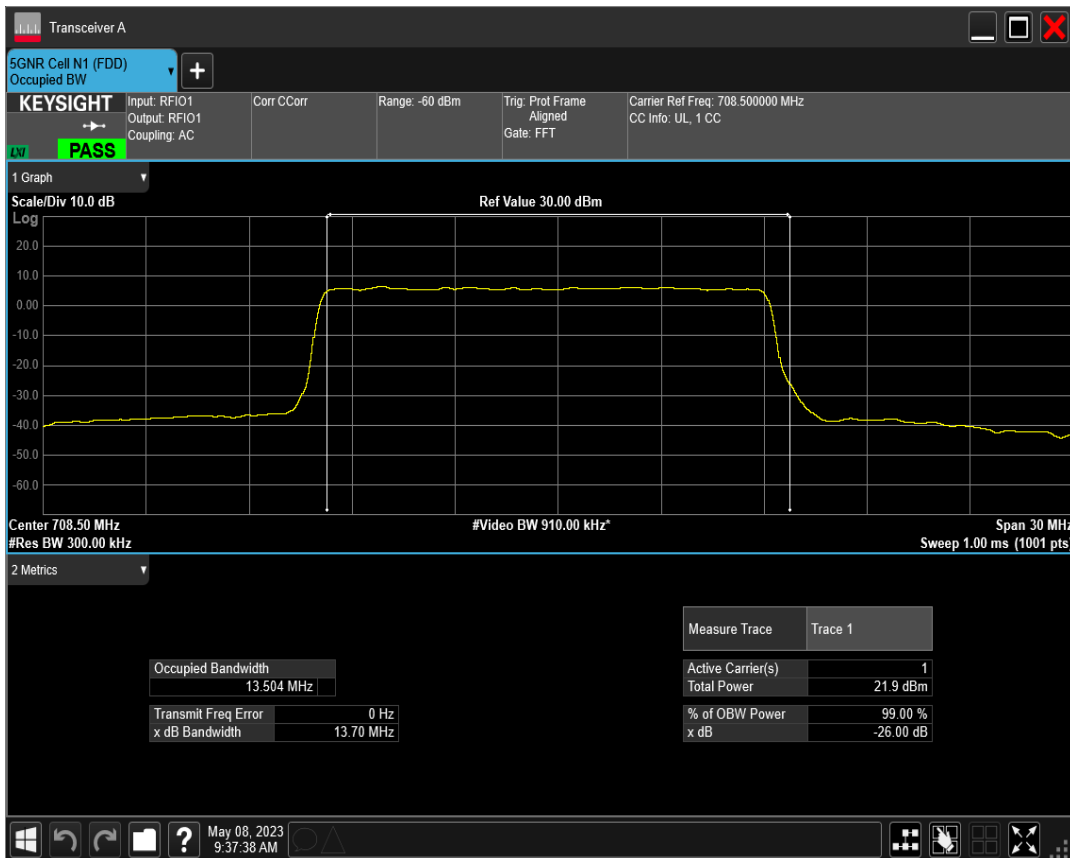 Transceiver A
5GNR Cell N1 (FDD)
Occupied BW
KEYSIGHT
LXI
PASS
Input: RFIO1
Output: RFIO1
Coupling: AC
Corr CCorr
Range: -60 dBm
Trig: Prot Frame
Aligned
Gate: FFT
Carrier Ref Freq: 708.500000 MHz
CC Info: UL, 1 CC
1 Graph
Scale/Div 10.0 dB
Ref Value 30.00 dBm
Log
20.0
10.0
0.00
-10.0
-20.0
-30.0
-40.0
-50.0
-60.0
Center 708.50 MHz
#Video BW 910.00 kHz*
Span 30 MHz
#Res BW 300.00 kHz
Sweep 1.00 ms (1001 pts)
2 Metrics
Measure Trace Trace 1
Occupied Bandwidth
13.504 MHz
Active Carrier(s) 1
Total Power 21.9 dBm
Transmit Freq Error 0 Hz
x dB Bandwidth 13.70 MHz
% of OBW Power 99.00 %
x dB -26.00 dB
?
May 08, 2023
9:37:38 AM